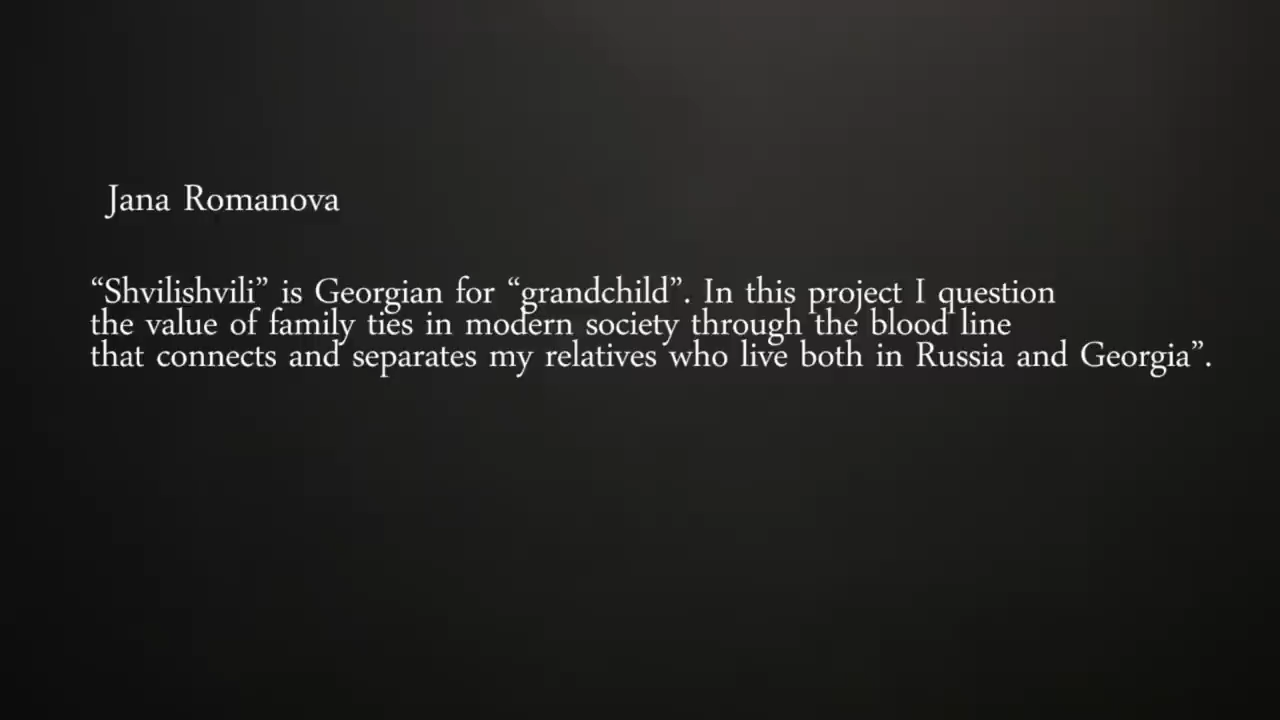 Jana Romanova
“Shvilishvili” is Georgian for “grandchild”. In this project I question
the value of family ties in modern society through the blood line
that connects and separates my relatives who live both in Russia and Georgia”.